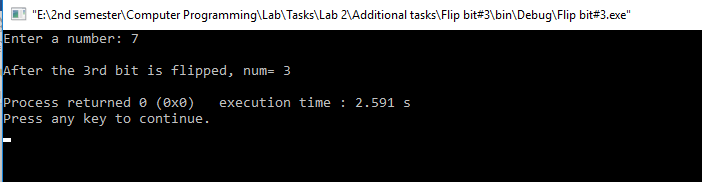 "E:\2nd semester\Computer Programming\Lab\Tasks\Lab 2\Additional tasks\Flip bit#3\bin\Debug\Flip bit#3.exe"
Enter a number: 7
After the 3rd bit is flipped, num= 3
Process returned 0 (0x0)   execution time : 2.591 s
Press any key to continue.